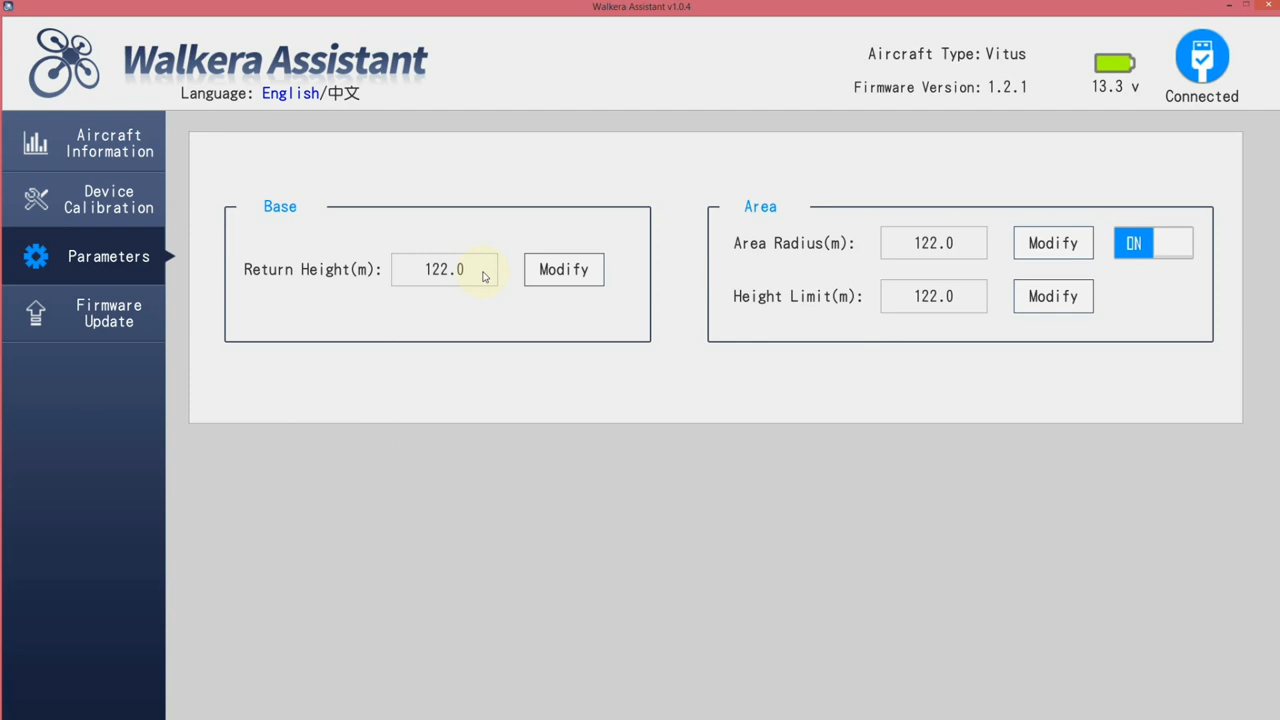 Walkera Assistant v1.0.4
Walkera Assistant
Language: English/中文
Aircraft Type: Vitus
Firmware Version: 1.2.1
13.3 v
Connected
Aircraft
Information
Device
Calibration
Parameters
Firmware
Update
Base
Return Height(m): 122.0 Modify
Area
Area Radius(m): 122.0 Modify ON
Height Limit(m): 122.0 Modify